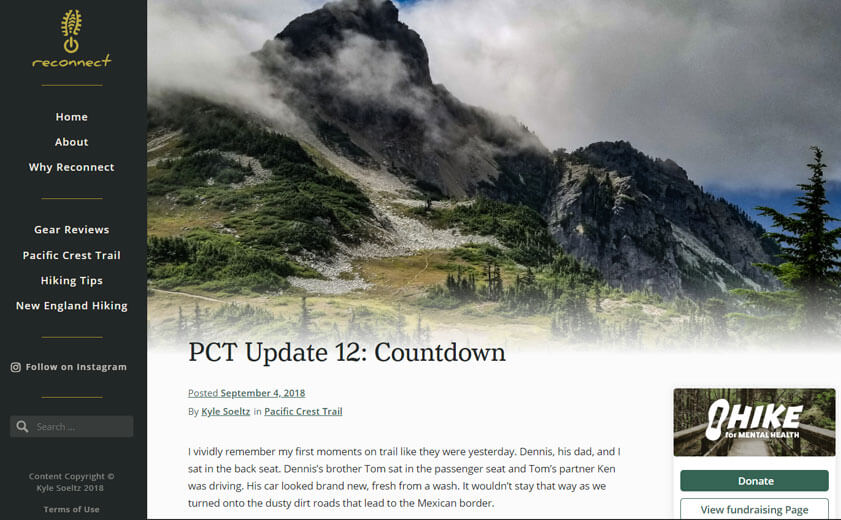 reconnect
Home
About
Why Reconnect
Gear Reviews
Pacific Crest Trail
Hiking Tips
New England Hiking
Follow on Instagram
Search ...
Content Copyright ©
Kyle Soeltz 2018
Terms of Use
PCT Update 12: Countdown
Posted September 4, 2018
By Kyle Soeltz in Pacific Crest Trail
I vividly remember my first moments on trail like they were yesterday. Dennis, his dad, and I
sat in the back seat. Dennis's brother Tom sat in the passenger seat and Tom's partner Ken
was driving. His car looked brand new, fresh from a wash. It wouldn't stay that way as we
turned onto the dusty dirt roads that lead to the Mexican border.
HIKE
for MENTAL HEALTH
Donate
View fundraising Page